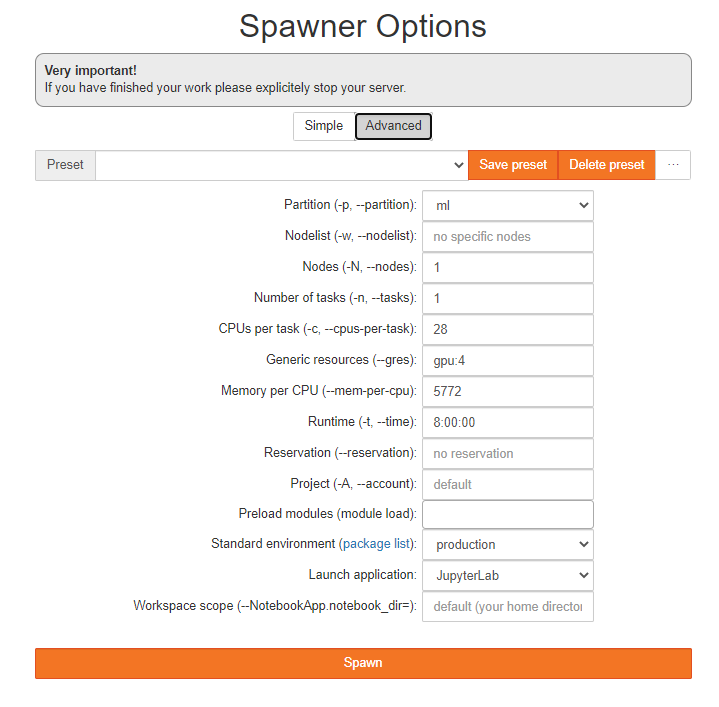 Spawner Options
Very important!
If you have finished your work please explicitely stop your server.
Simple Advanced
Preset Save preset Delete preset ...
Partition (-p, --partition): ml
Nodelist (-w, --nodelist): no specific nodes
Nodes (-N, --nodes): 1
Number of tasks (-n, --tasks): 1
CPUs per task (-c, --cpus-per-task): 28
Generic resources (--gres): gpu:4
Memory per CPU (--mem-per-cpu): 5772
Runtime (-t, --time): 8:00:00
Reservation (--reservation): no reservation
Project (-A, --account): default
Preload modules (module load):
Standard environment (package list): production
Launch application: JupyterLab
Workspace scope (--NotebookApp.notebook_dir=): default (your home director
Spawn